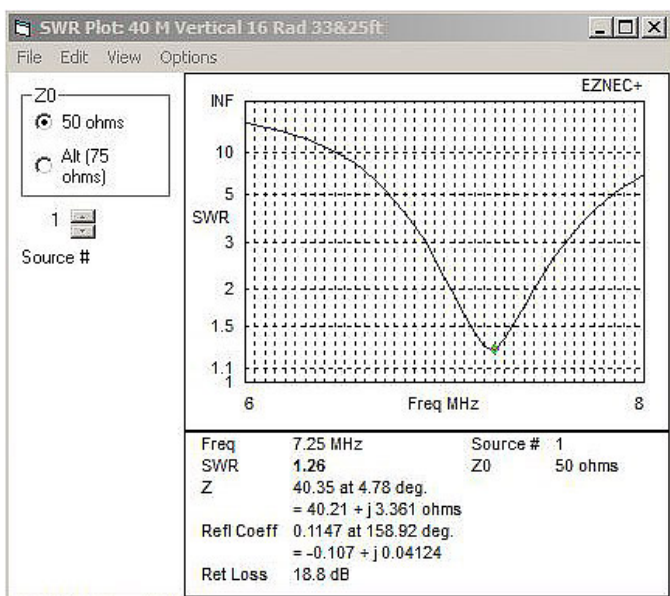 SWR Plot: 40 M Vertical 16 Rad 33&25ft
File Edit View Options
Z0
50 ohms
Alt (75
ohms)
1
Source #
EZNEC+
INF
10
5
SWR
3
2
1.5
1.1
1
6 Freq MHz 8
Freq 7.25 MHz Source # 1
SWR 1.26 Z0 50 ohms
Z 40.35 at 4.78 deg.
= 40.21 + j 3.361 ohms
Refl Coeff 0.1147 at 158.92 deg.
= -0.107 + j 0.04124
Ret Loss 18.8 dB